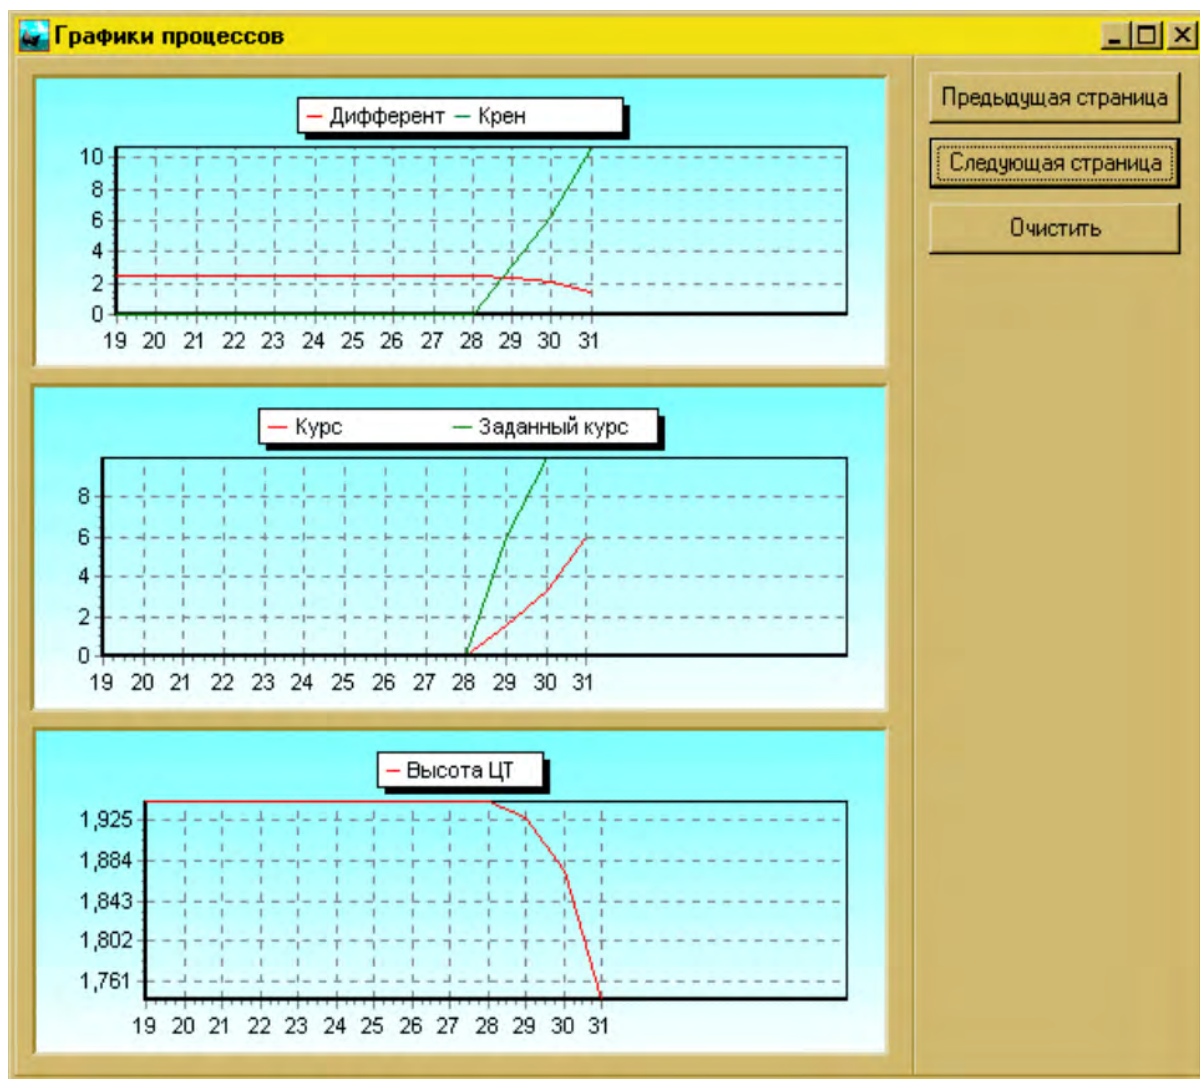 Графики процессов
Предыдущая страница
Следующая страница
Очистить
Дифферент Крен
10
8
6
4
2
0
19 20 21 22 23 24 25 26 27 28 29 30 31
Курс Заданный курс
8
6
4
2
0
19 20 21 22 23 24 25 26 27 28 29 30 31
Высота ЦТ
1,925
1,884
1,843
1,802
1,761
19 20 21 22 23 24 25 26 27 28 29 30 31